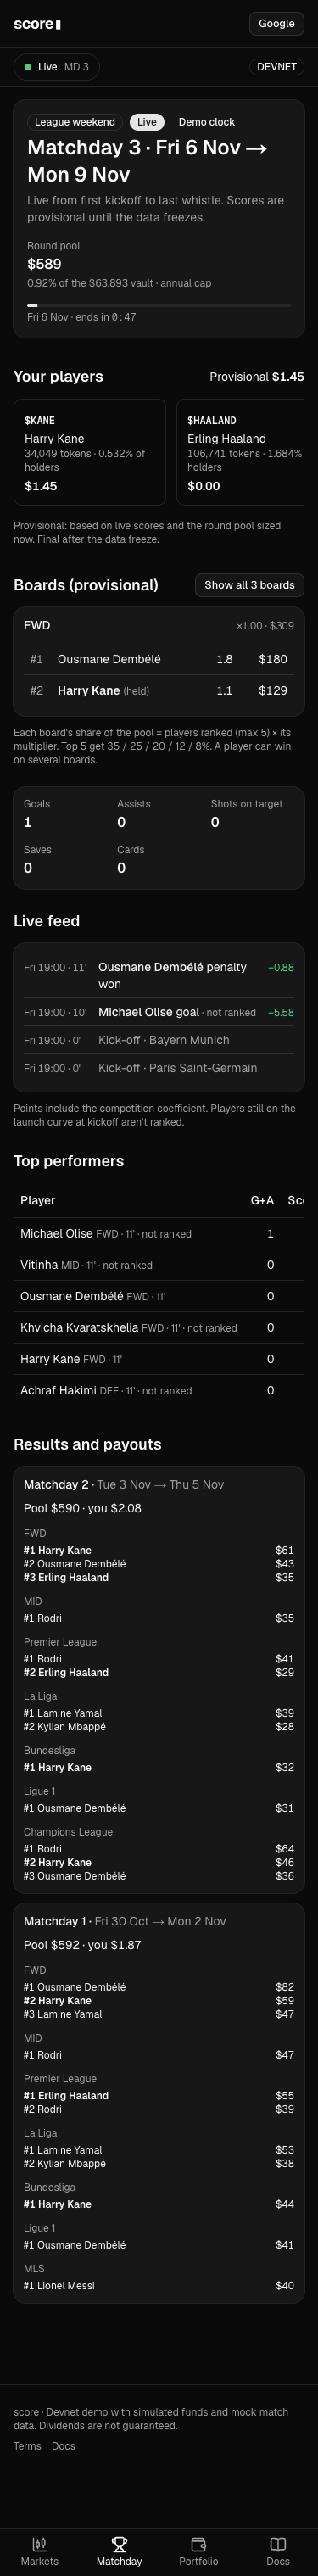 score
Google
Live MD 3
DEVNET
League weekend Live Demo clock
Matchday 3 · Fri 6 Nov →
Mon 9 Nov
Live from first kickoff to last whistle. Scores are
provisional until the data freezes.
Round pool
$589
0.92% of the $63,893 vault · annual cap
Fri 6 Nov · ends in 0:47
Your players
Provisional $1.45
$KANE
Harry Kane
34,049 tokens · 0.532% of
holders
$1.45
$HAALAND
Erling Haaland
106,741 tokens · 1.684%
holders
$0.00
Provisional: based on live scores and the round pool sized
now. Final after the data freeze.
Boards (provisional)
Show all 3 boards
FWD ×1.00 · $309
#1 Ousmane Dembélé 1.8 $180
#2 Harry Kane (held) 1.1 $129
Each board's share of the pool = players ranked (max 5) × its
multiplier. Top 5 get 35 / 25 / 20 / 12 / 8%. A player can win
on several boards.
Goals Assists Shots on target
1 0 0
Saves Cards
0 0
Live feed
Fri 19:00 · 11' Ousmane Dembélé penalty +0.88
won
Fri 19:00 · 10' Michael Olise goal · not ranked +5.58
Fri 19:00 · 0' Kick-off · Bayern Munich
Fri 19:00 · 0' Kick-off · Paris Saint-Germain
Points include the competition coefficient. Players still on the
launch curve at kickoff aren't ranked.
Top performers
Player G+A
Michael Olise FWD · 11' · not ranked 1
Vitinha MID · 11' · not ranked 0
Ousmane Dembélé FWD · 11' 0
Khvicha Kvaratskhelia FWD · 11' · not ranked 0
Harry Kane FWD · 11' 0
Achraf Hakimi DEF · 11' · not ranked 0
Results and payouts
Matchday 2 · Tue 3 Nov → Thu 5 Nov
Pool $590 · you $2.08
FWD
#1 Harry Kane $61
#2 Ousmane Dembélé $43
#3 Erling Haaland $35
MID
#1 Rodri $35
Premier League
#1 Rodri $41
#2 Erling Haaland $29
La Liga
#1 Lamine Yamal $39
#2 Kylian Mbappé $28
Bundesliga
#1 Harry Kane $32
Ligue 1
#1 Ousmane Dembélé $31
Champions League
#1 Rodri $64
#2 Harry Kane $46
#3 Ousmane Dembélé $36
Matchday 1 · Fri 30 Oct → Mon 2 Nov
Pool $592 · you $1.87
FWD
#1 Ousmane Dembélé $82
#2 Harry Kane $59
#3 Lamine Yamal $47
MID
#1 Rodri $47
Premier League
#1 Erling Haaland $55
#2 Rodri $39
La Liga
#1 Lamine Yamal $53
#2 Kylian Mbappé $38
Bundesliga
#1 Harry Kane $44
Ligue 1
#1 Ousmane Dembélé $41
MLS
#1 Lionel Messi $40
score · Devnet demo with simulated funds and mock match
data. Dividends are not guaranteed.
Terms Docs
Markets Matchday Portfolio Docs